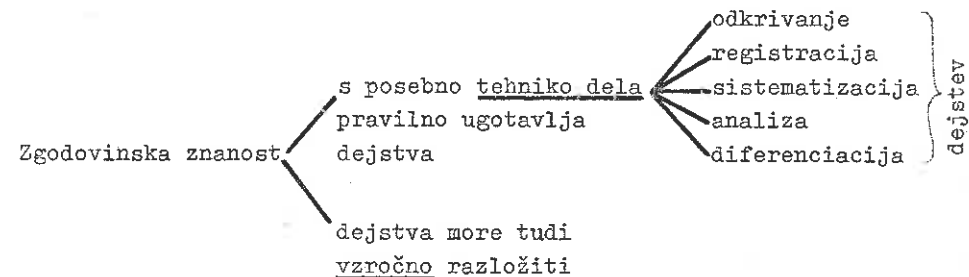 Zgodovinska znanost
s posebno tehniko dela
pravilno ugotavlja
dejstva
dejstva more tudi
vzročno razložiti
odkrivanje
registracija
sistematizacija
analiza
diferenciacija
dejstev